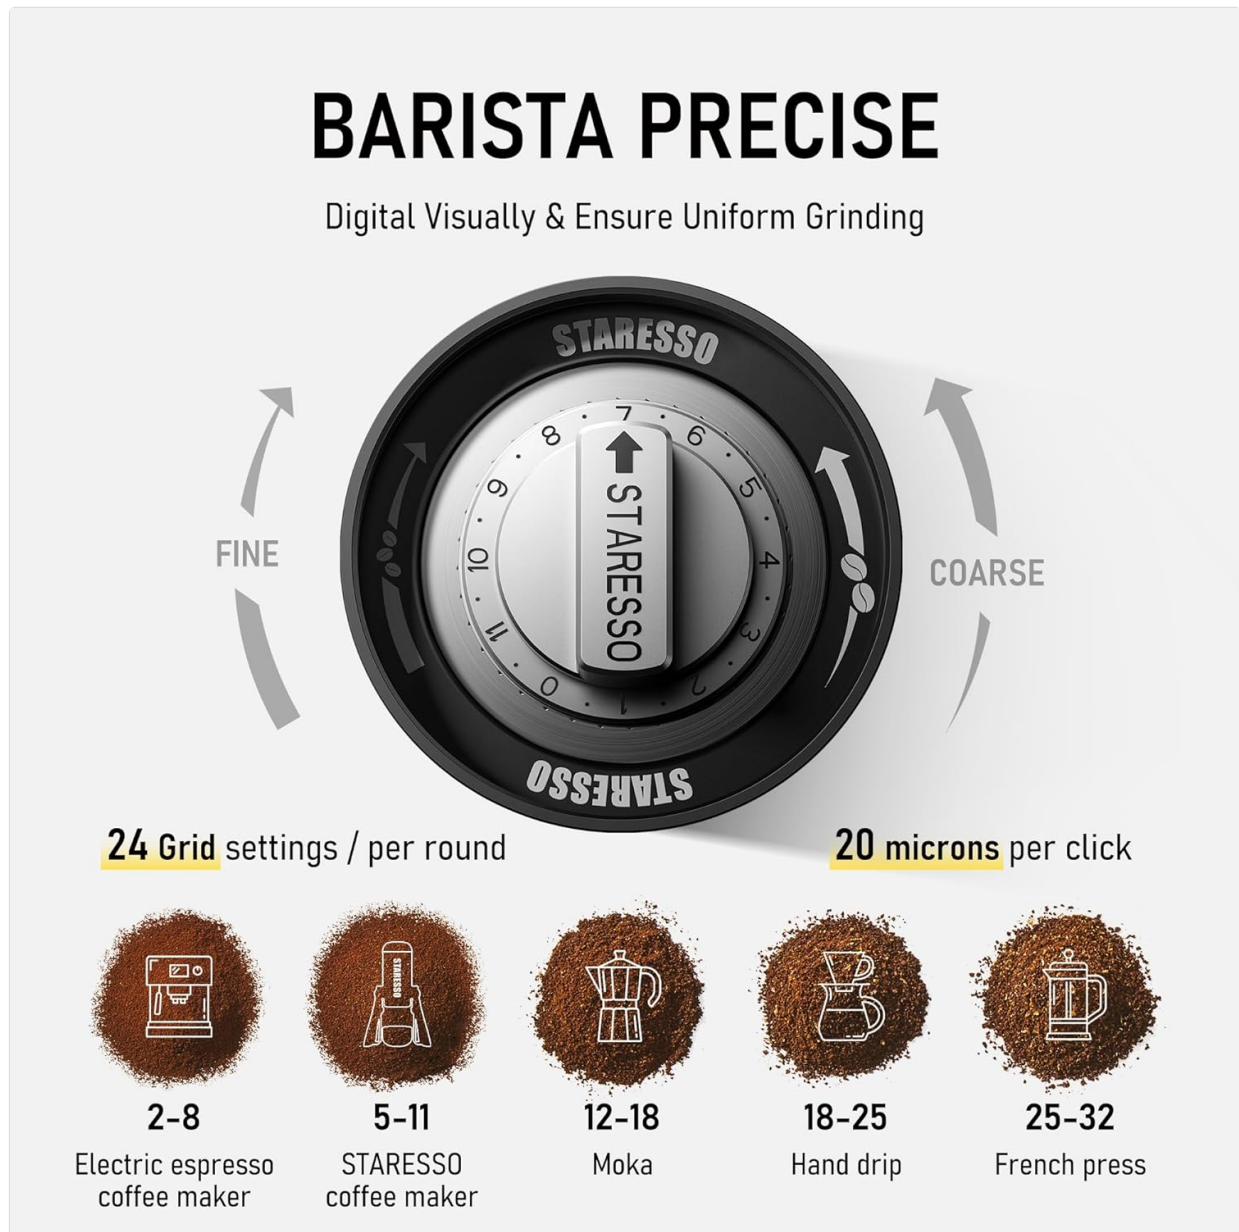 BARISTA PRECISE
Digital Visually & Ensure Uniform Grinding
STARESSO
7
8
6
9
5
STARESSO
10
4
FINE
COARSE
11
3
0
2
1
STARESSO
24 Grid settings / per round
20 microns per click
STARESSO
2-8
5-11
12-18
18-25
25-32
Electric espresso
coffee maker
STARESSO
coffee maker
Moka
Hand drip
French press